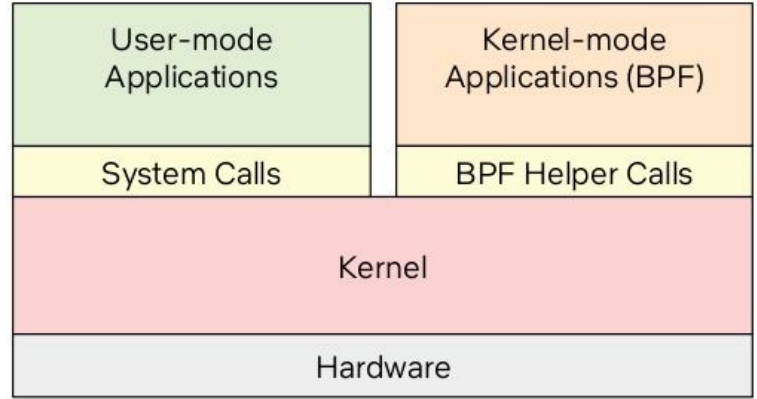 User-mode
Applications
Kernel-mode
Applications (BPF)
System Calls
BPF Helper Calls
Kernel
Hardware